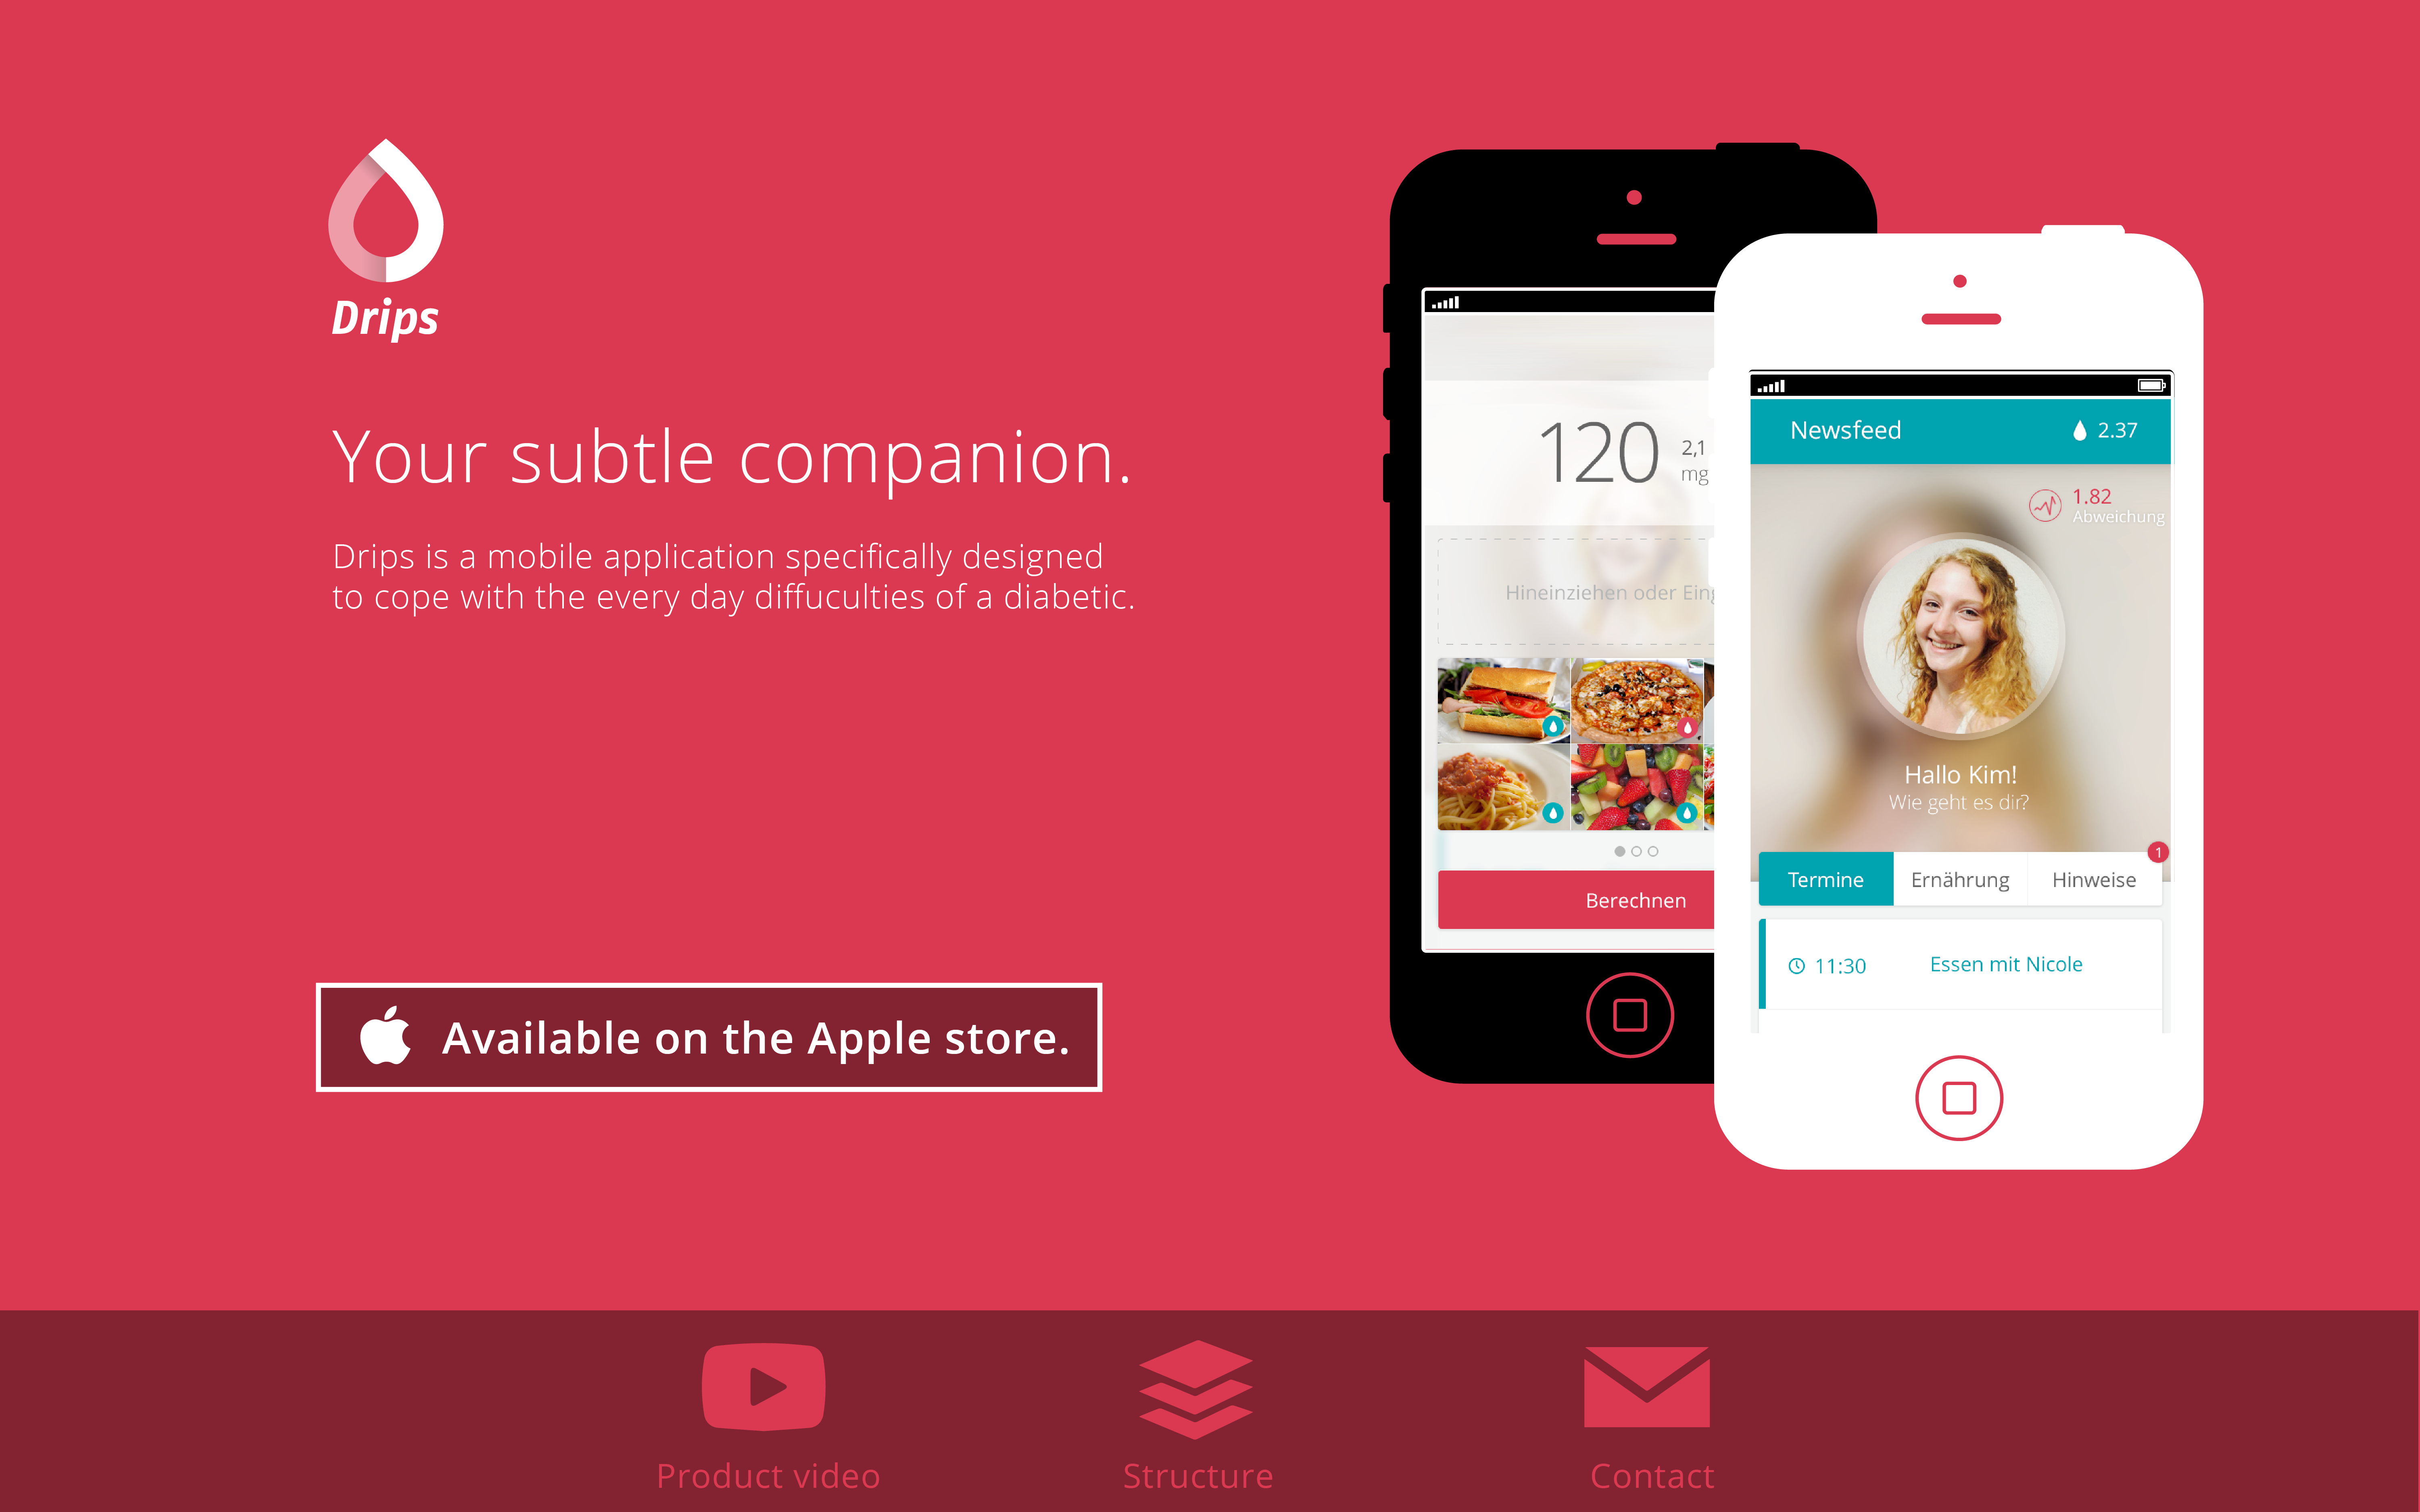 Drips
Your subtle companion.
Drips is a mobile application specifically designed
to cope with the every day diffuculties of a diabetic.
Available on the Apple store.
120
2,1
mg
Hineinziehen oder
Berechnen
Newsfeed
2.37
1.82
Abweichung
Hallo Kim!
Wie geht es dir?
1
Termine
Ernährung
Hinweise
11:30
Essen mit Nicole
Product video
Structure
Contact